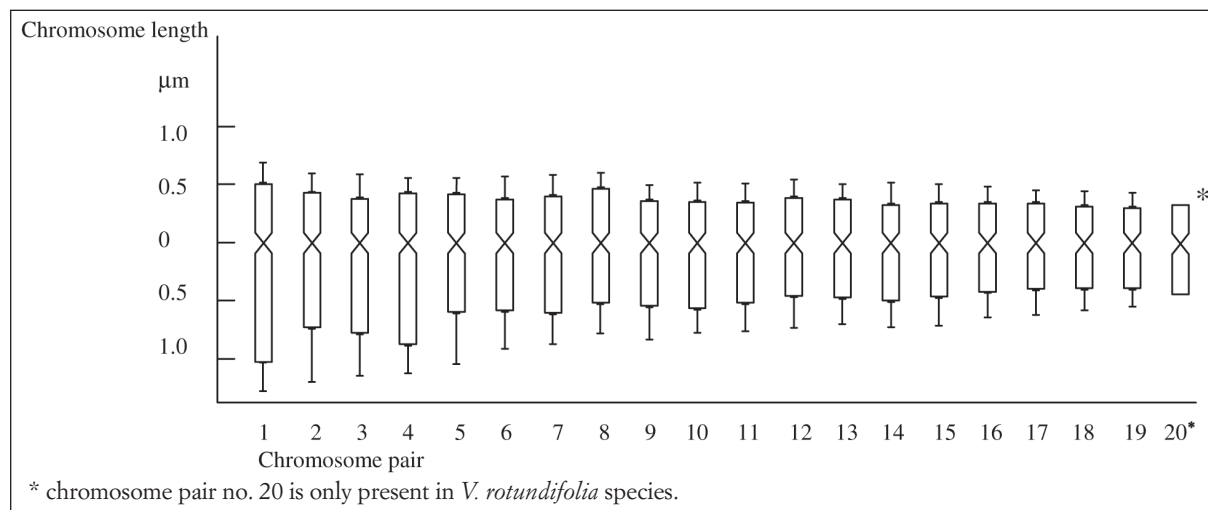 Chromosome length
μm
1.0
0.5
0
0.5
1.0
*
1 2 3 4 5 6 7 8 9 10 11 12 13 14 15 16 17 18 19 20*
Chromosome pair
* chromosome pair no. 20 is only present in V. rotundifolia species.